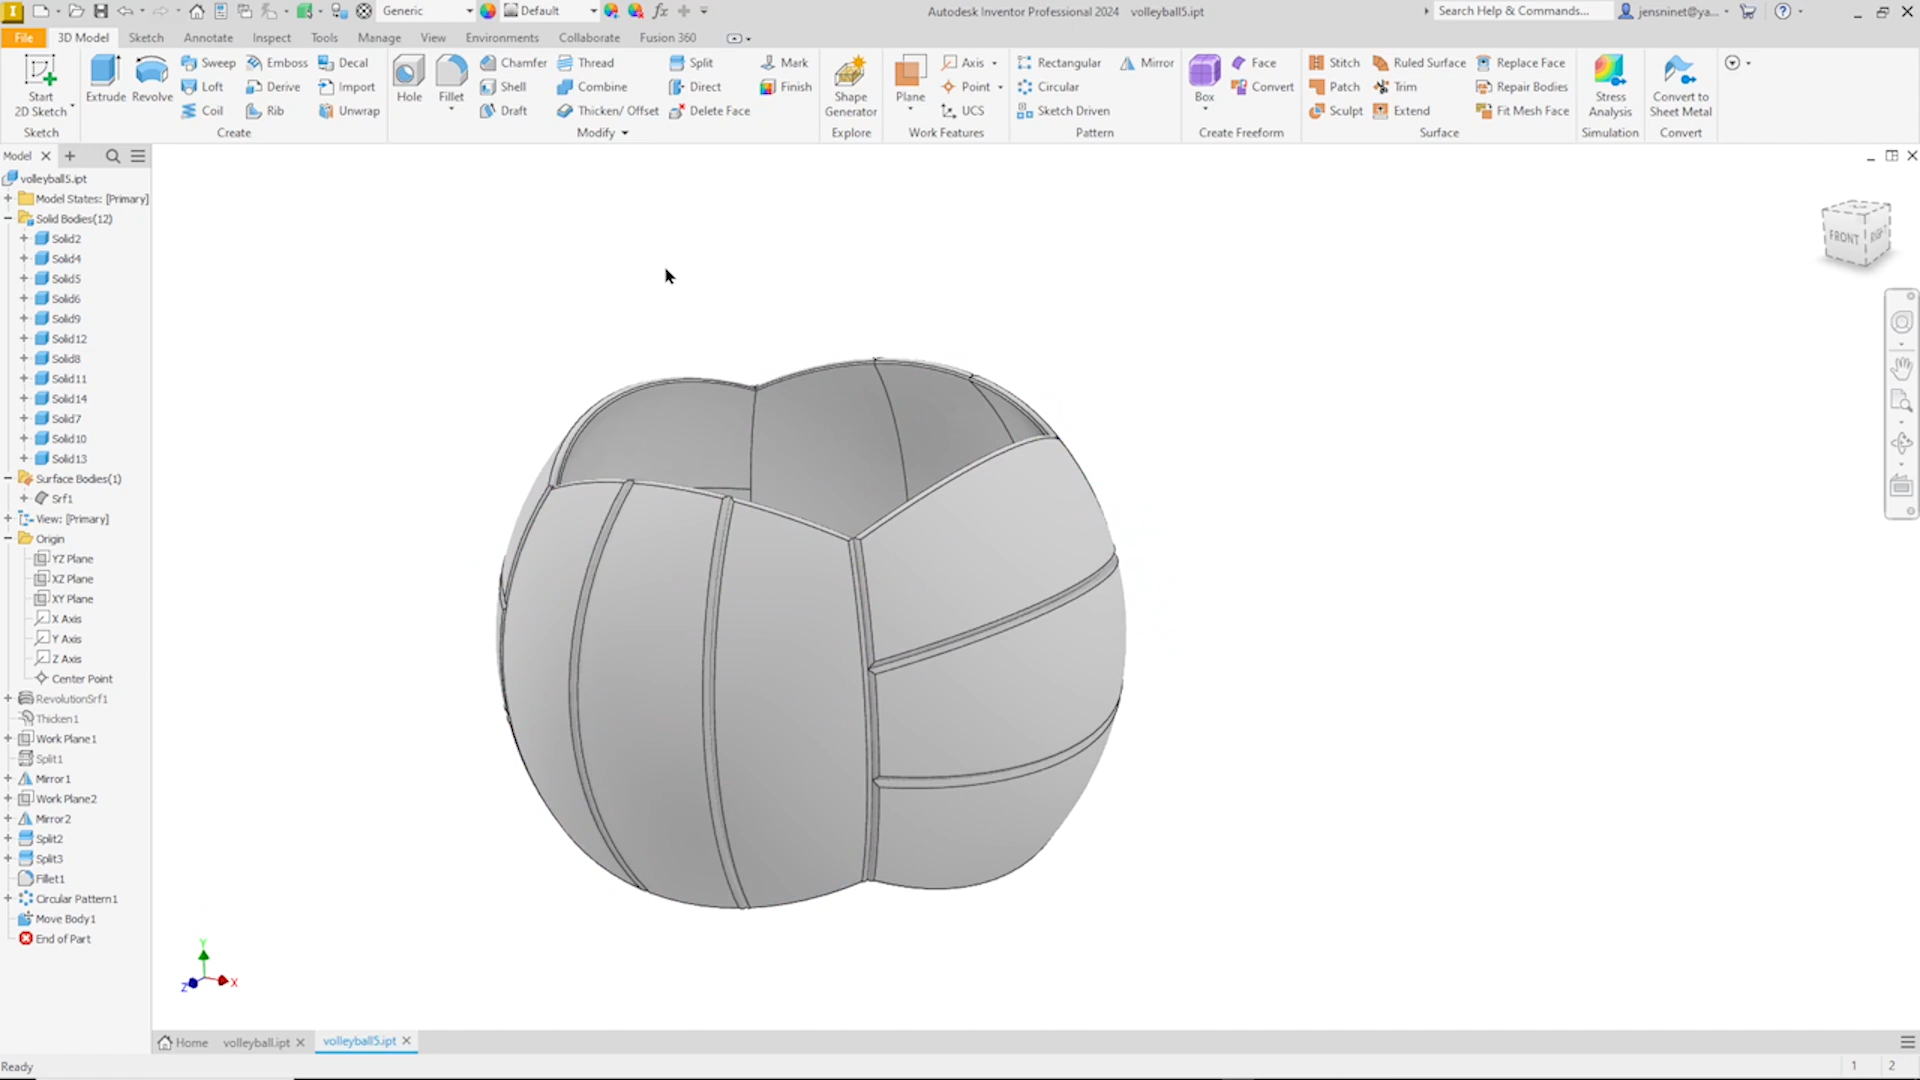 Generic
Default
fx
Autodesk Inventor Professional 2024 volleyball5.ipt
Search Help & Commands...
jensninet@ya...
File 3D Model Sketch Annotate Inspect Tools Manage View Environments Collaborate Fusion 360
Start 2D Sketch
Extrude Revolve
Sweep Emboss Decal
Loft Derive Import
Coil Rib Unwrap
Hole Fillet
Chamfer Thread Split
Shell Combine Direct
Draft Thicken/ Offset Delete Face
Mark
Finish
Shape Generator
Plane
Axis
Point
UCS
Rectangular Mirror
Circular
Sketch Driven
Box
Face
Convert
Stitch Ruled Surface Replace Face
Patch Trim Repair Bodies
Sculpt Extend Fit Mesh Face
Stress Analysis
Convert to Sheet Metal
Sketch Create Modify Explore Work Features Pattern Create Freeform Surface Simulation Convert
Model
volleyball5.ipt
Model States: [Primary]
Solid Bodies(12)
Solid2
Solid4
Solid5
Solid6
Solid9
Solid12
Solid8
Solid11
Solid14
Solid7
Solid10
Solid13
Surface Bodies(1)
Srf1
View: [Primary]
Origin
YZ Plane
XZ Plane
XY Plane
X Axis
Y Axis
Z Axis
Center Point
RevolutionSrf1
Thicken1
Work Plane1
Split1
Mirror1
Work Plane2
Mirror2
Split2
Split3
Fillet1
Circular Pattern1
Move Body1
End of Part
FRONT
Y
Z
X
Home volleyball.ipt volleyball5.ipt
Ready
1 2